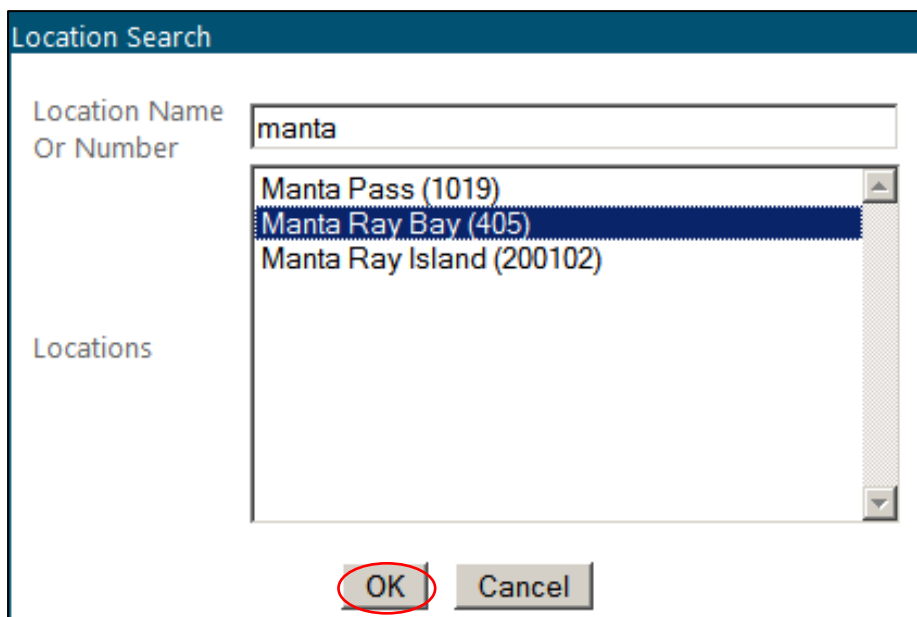 Location Search
Location Name
Or Number
manta
Manta Pass (1019)
Manta Ray Bay (405)
Manta Ray Island (200102)
Locations
OK
Cancel